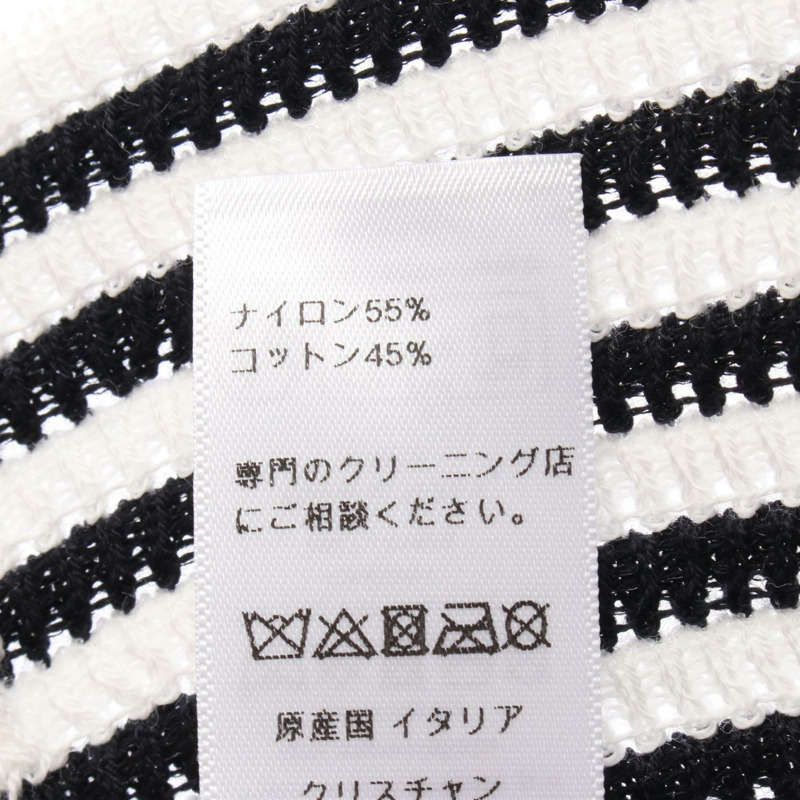 ナイロン55%
コットン45%
専門のクリーニング店
にご相談ください。
原産国 イタリア
クリスチャン